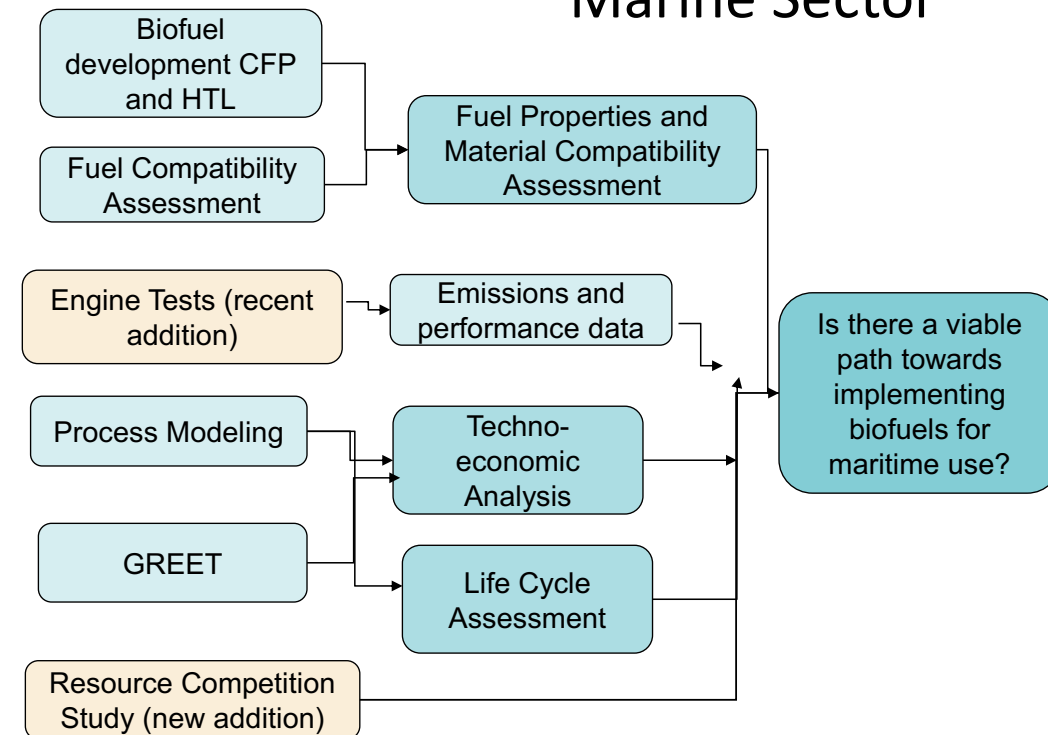 Marine Sector
Biofuel
development CFP
and HTL
Fuel Compatibility
Assessment
Fuel Properties and
Material Compatibility
Assessment
Engine Tests (recent
addition)
Emissions and
performance data
Process Modeling
Techno-
economic
Analysis
GREET
Life Cycle
Assessment
Resource Competition
Study (new addition)
Is there a viable
path towards
implementing
biofuels for
maritime use?